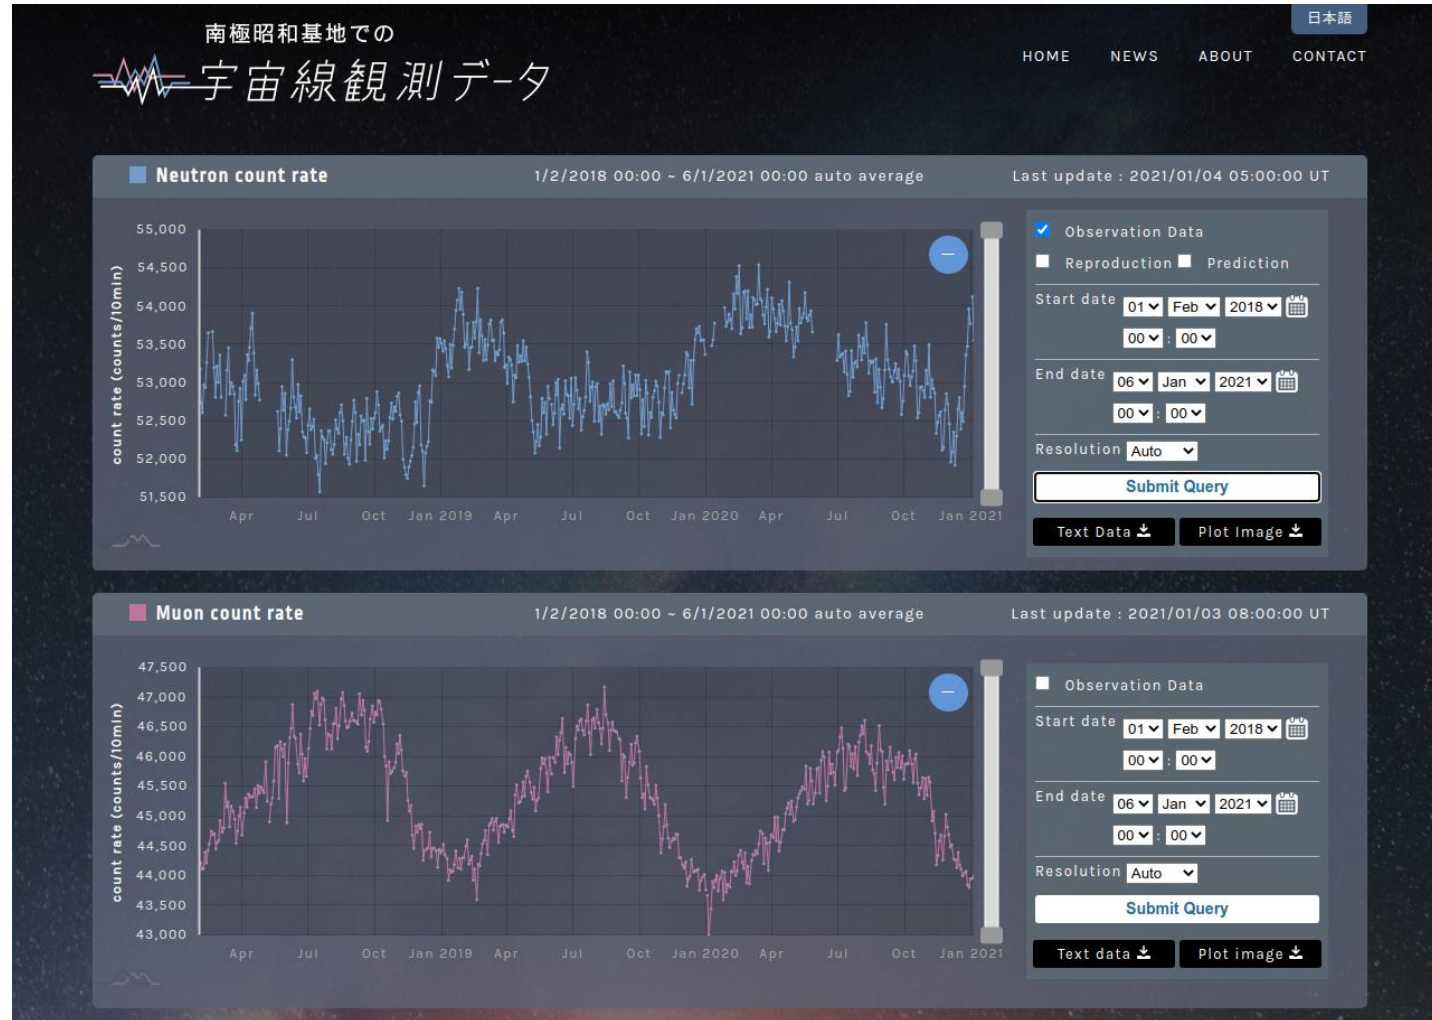 日本語
南極昭和基地での
宇宙線観測データ
HOME NEWS ABOUT CONTACT
Neutron count rate 1/2/2018 00:00 ~ 6/1/2021 00:00 auto average Last update : 2021/01/04 05:00:00 UT
count rate (counts/10min)
55,000
54,500
54,000
53,500
53,000
52,500
52,000
51,500
Apr Jul Oct Jan 2019 Apr Jul Oct Jan 2020 Apr Jul Oct Jan 2021
Observation Data
Reproduction Prediction
Start date 01 Feb 2018
00 : 00
End date 06 Jan 2021
00 : 00
Resolution Auto
Submit Query
Text Data Plot Image
Muon count rate 1/2/2018 00:00 ~ 6/1/2021 00:00 auto average Last update : 2021/01/03 08:00:00 UT
count rate (counts/10min)
47,500
47,000
46,500
46,000
45,500
45,000
44,500
44,000
43,500
43,000
Apr Jul Oct Jan 2019 Apr Jul Oct Jan 2020 Apr Jul Oct Jan 2021
Observation Data
Start date 01 Feb 2018
00 : 00
End date 06 Jan 2021
00 : 00
Resolution Auto
Submit Query
Text data Plot image